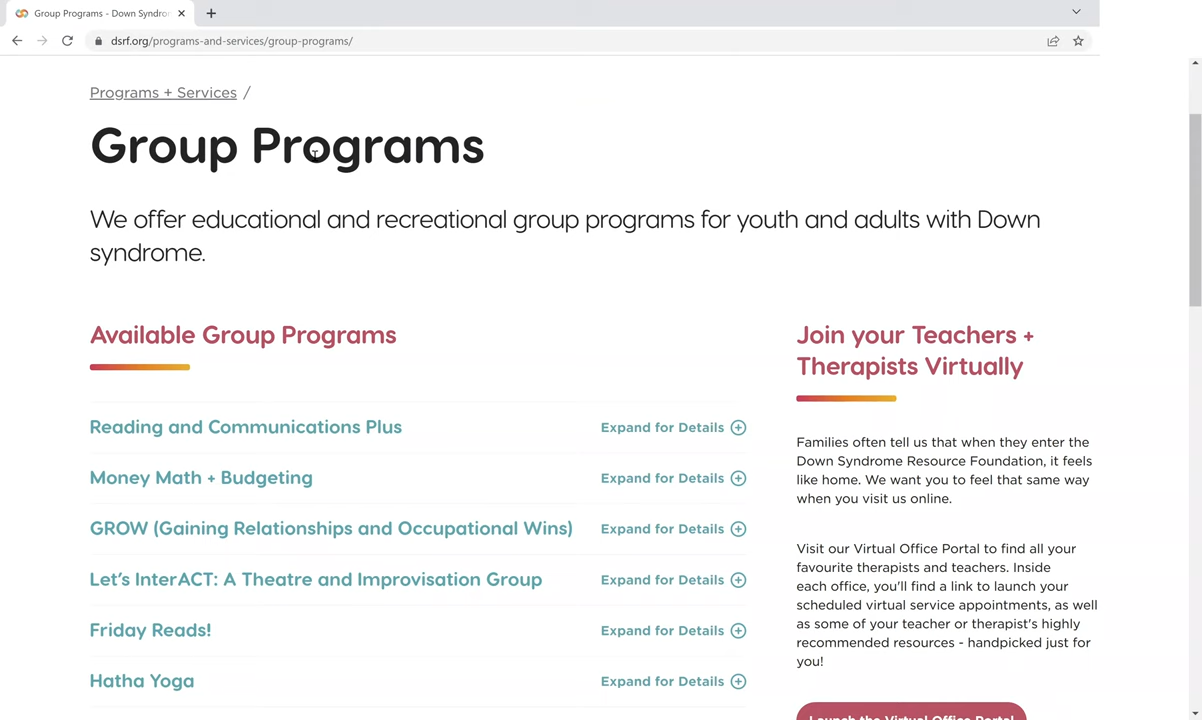 Group Programs - Down Syndro
dsrf.org/programs-and-services/group-programs/
Programs + Services /
Group Programs
We offer educational and recreational group programs for youth and adults with Down
syndrome.
Available Group Programs
Reading and Communications Plus Expand for Details
Money Math + Budgeting Expand for Details
GROW (Gaining Relationships and Occupational Wins) Expand for Details
Let's InterACT: A Theatre and Improvisation Group Expand for Details
Friday Reads! Expand for Details
Hatha Yoga Expand for Details
Join your Teachers +
Therapists Virtually
Families often tell us that when they enter the
Down Syndrome Resource Foundation, it feels
like home. We want you to feel that same way
when you visit us online.
Visit our Virtual Office Portal to find all your
favourite therapists and teachers. Inside
each office, you'll find a link to launch your
scheduled virtual service appointments, as well
as some of your teacher or therapist's highly
recommended resources - handpicked just for
you!
Launch the Virtual Office Portal